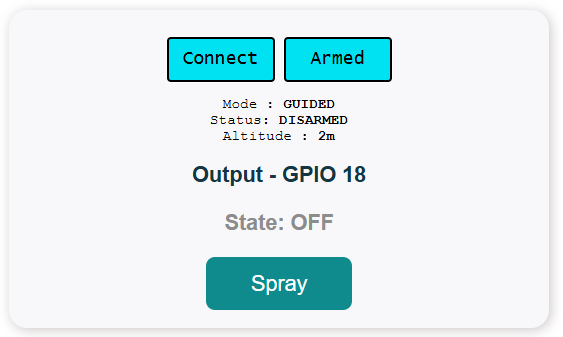 Connect Armed
Mode : GUIDED
Status: DISARMED
Altitude : 2m
Output - GPIO 18
State: OFF
Spray